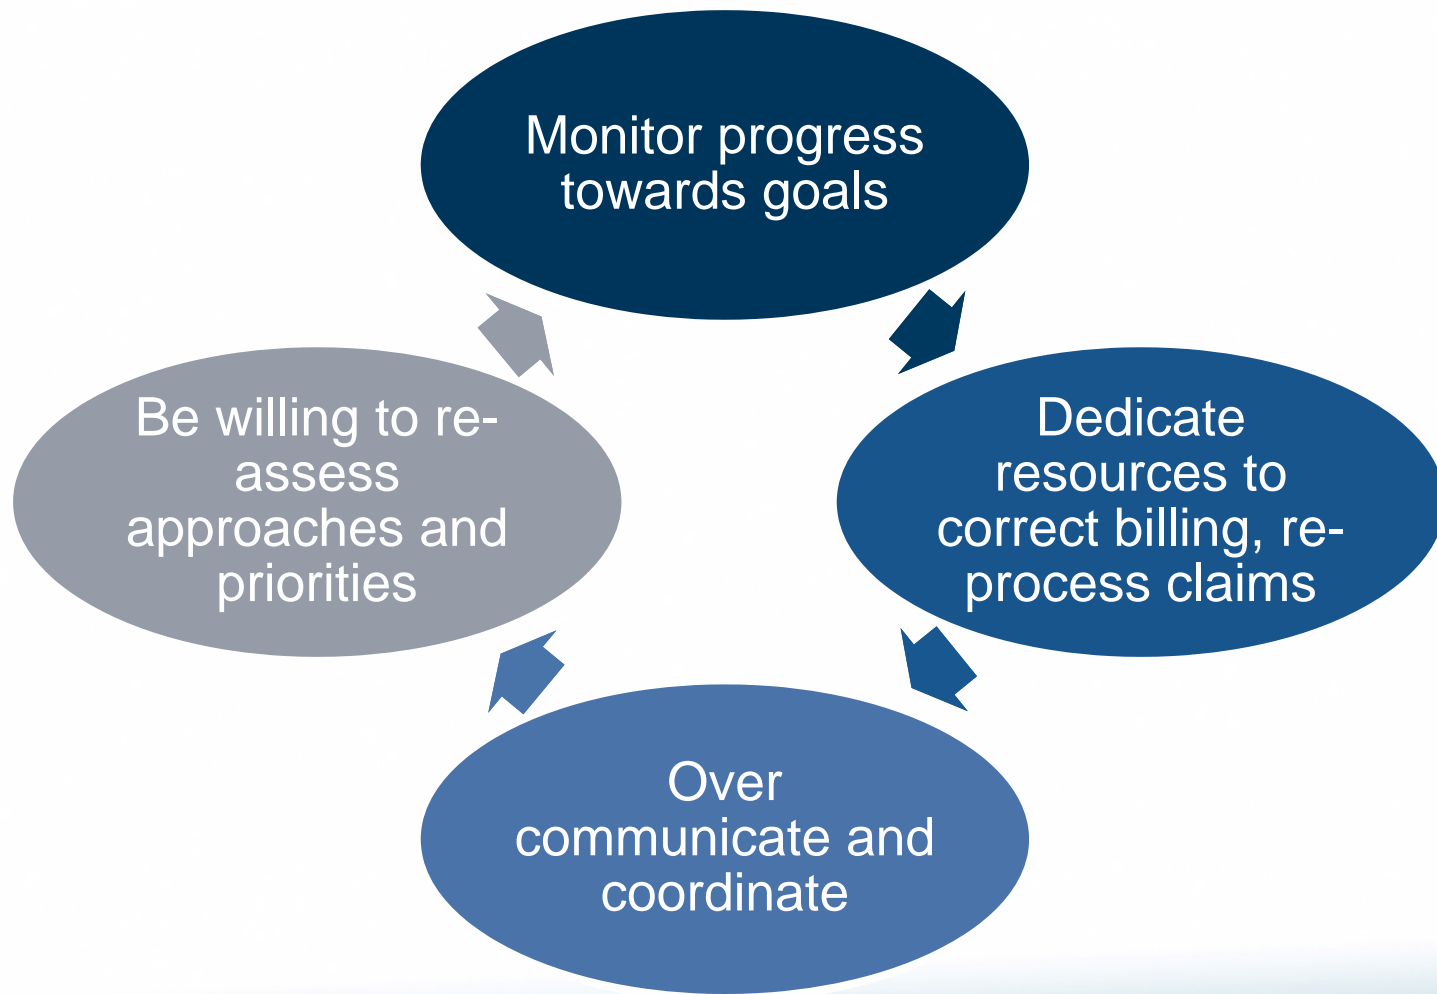 Monitor progress
towards goals
Dedicate
resources to
correct billing, re-
process claims
Over
communicate and
coordinate
Be willing to re-
assess
approaches and
priorities